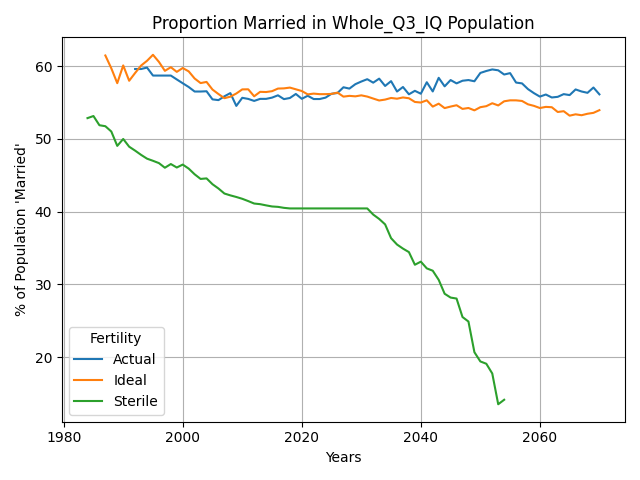 Proportion Married in Whole_Q3_IQ Population
% of Population 'Married'
60
50
40
30
20
Fertility
Actual
Ideal
Sterile
1980 2000 2020 2040 2060
Years